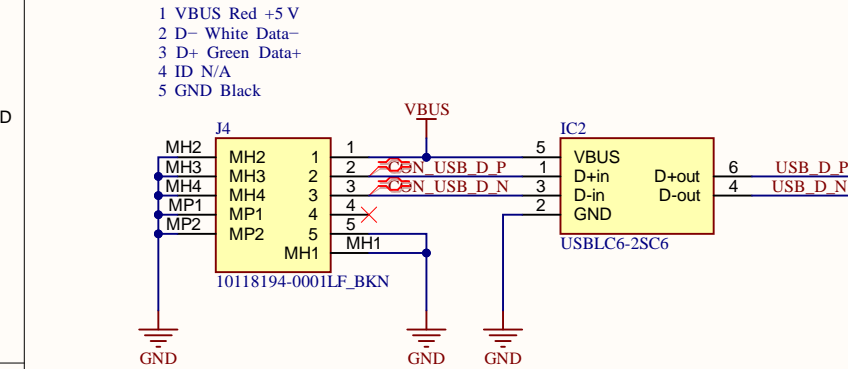 1 VBUS Red +5 V
2 D− White Data−
3 D+ Green Data+
4 ID N/A
5 GND Black
D
VBUS
J4
IC2
MH2 MH2 1 1
MH3 MH3 2 2 CON_USB_D_P
MH4 MH4 3 3 CON_USB_D_N
MP1 MP1 4 4
MP2 MP2 5 5
MH1 MH1
10118194-0001LF_BKN
5 VBUS
1 D+in D+out 6 USB_D_P
3 D-in D-out 4 USB_D_N
2 GND
USBLC6-2SC6
GND
GND
GND